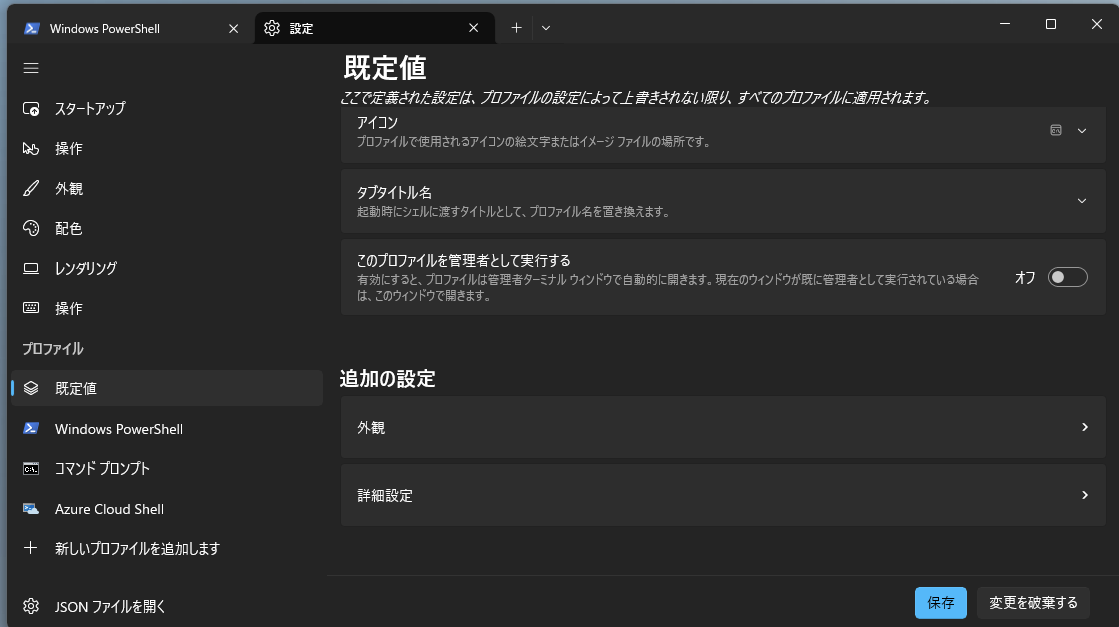 Windows PowerShell
設定
スタートアップ
操作
外観
配色
レンダリング
操作
プロファイル
既定値
Windows PowerShell
コマンド プロンプト
Azure Cloud Shell
新しいプロファイルを追加します
JSON ファイルを開く
既定値
ここで定義された設定は、プロファイルの設定によって上書きされない限り、すべてのプロファイルに適用されます。
アイコン
プロファイルで使用されるアイコンの絵文字またはイメージ ファイルの場所です。
タブタイトル名
起動時にシェルに渡すタイトルとして、プロファイル名を置き換えます。
このプロファイルを管理者として実行する
有効にすると、プロファイルは管理者ターミナル ウィンドウで自動的に開きます。現在のウィンドウが既に管理者として実行されている場合
は、このウィンドウで開きます。
オフ
追加の設定
外観
詳細設定
保存
変更を破棄する